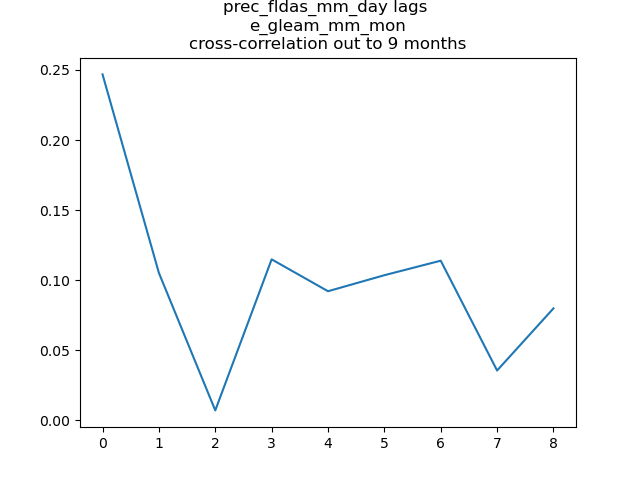 prec_fldas_mm_day lags
e_gleam_mm_mon
cross-correlation out to 9 months
0.25
0.20
0.15
0.10
0.05
0.00
0 1 2 3 4 5 6 7 8